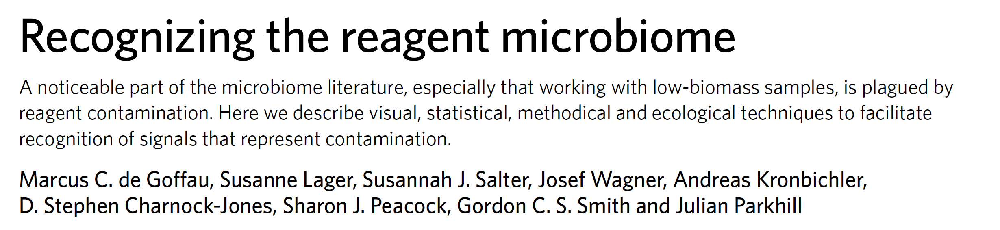 Recognizing the reagent microbiome
A noticeable part of the microbiome literature, especially that working with low-biomass samples, is plagued by
reagent contamination. Here we describe visual, statistical, methodical and ecological techniques to facilitate
recognition of signals that represent contamination.
Marcus C. de Goffau, Susanne Lager, Susannah J. Salter, Josef Wagner, Andreas Kronbichler,
D. Stephen Charnock-Jones, Sharon J. Peacock, Gordon C. S. Smith and Julian Parkhill